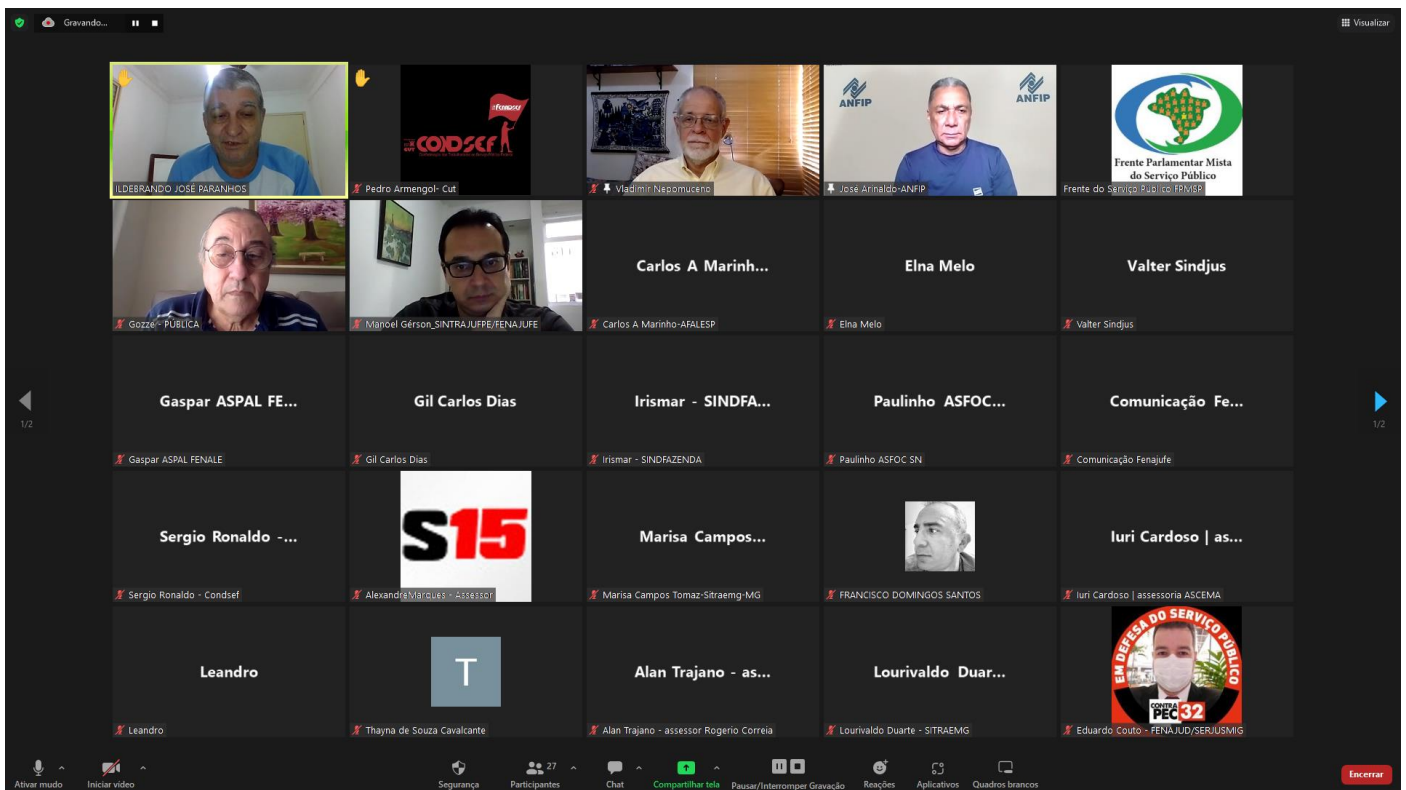 Gravando...
Visualizar
ILDEBRANDO JOSÉ PARANHOS
#Fenadsef
CUT
CONDSEF
Pedro Armengol- Cut
Vladimir Nepomuceno
ANFIP
ANFIP
José Arinaldo-ANFIP
Frente Parlamentar Mista
do Serviço Público
Frente do Serviço Publico FPMSP
Gozze - PÚBLICA
Manoel Gérson_SINTRAJUFPE/FENAJUFE
Carlos A Marinh...
Carlos A Marinho-AFALESP
Elna Melo
Elna Melo
Valter Sindjus
Valter Sindjus
1/2
1/2
Gaspar ASPAL FE...
Gaspar ASPAL FENALE
Gil Carlos Dias
Gil Carlos Dias
Irismar - SINDFA...
Irismar - SINDFAZENDA
Paulinho ASFOC...
Paulinho ASFOC SN
Comunicação Fe...
Comunicação Fenajufe
Sergio Ronaldo -...
Sergio Ronaldo - Condsef
S15
AlexandreMarques - Assessor
Marisa Campos...
Marisa Campos Tomaz-Sitraemg-MG
FRANCISCO DOMINGOS SANTOS
Iuri Cardoso | as...
Iuri Cardoso | assessoria ASCEMA
Leandro
Leandro
T
Thayna de Souza Cavalcante
Alan Trajano - as...
Alan Trajano - assessor Rogerio Correia
Lourivaldo Duar...
Lourivaldo Duarte - SITRAEMG
EM DEFESA DO SERVIÇO PÚBLICO
CONTRA
PEC 32
Eduardo Couto - FENAJUD/SERJUSMIG
Ativar mudo
Iniciar vídeo
Segurança
27
Participantes
Chat
Compartilhar tela
Pausar/Interromper Gravação
Reações
Aplicativos
Quadros brancos
Encerrar